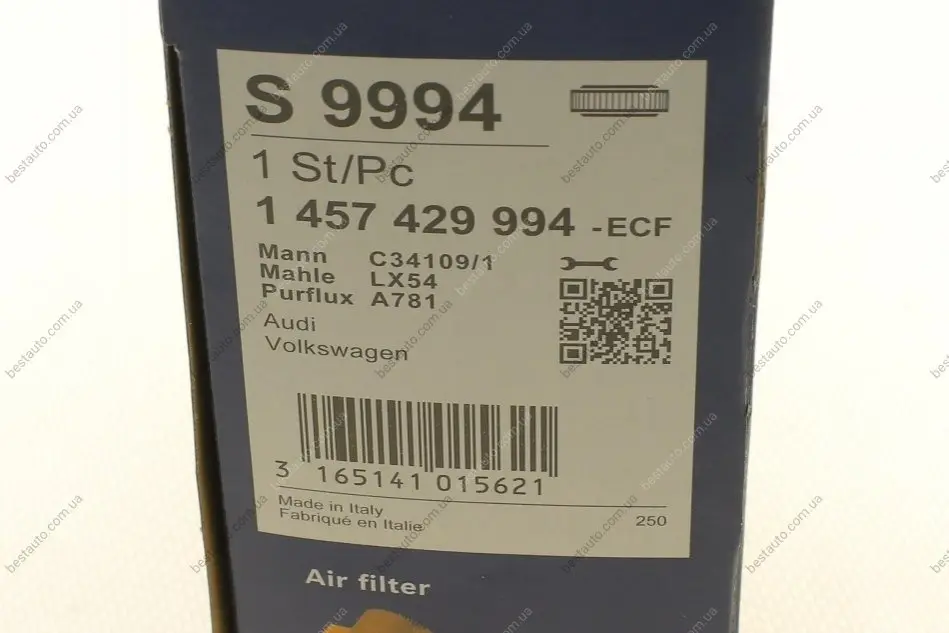 S 9994
1 St/Pc
1 457 429 994 -ECF
Mann C34109/1
Mahle LX54
Purflux A781
Audi
Volkswagen
3 165141 015621
Made in Italy
Fabriqué en Italie
250
Air filter
bestauto.com.ua